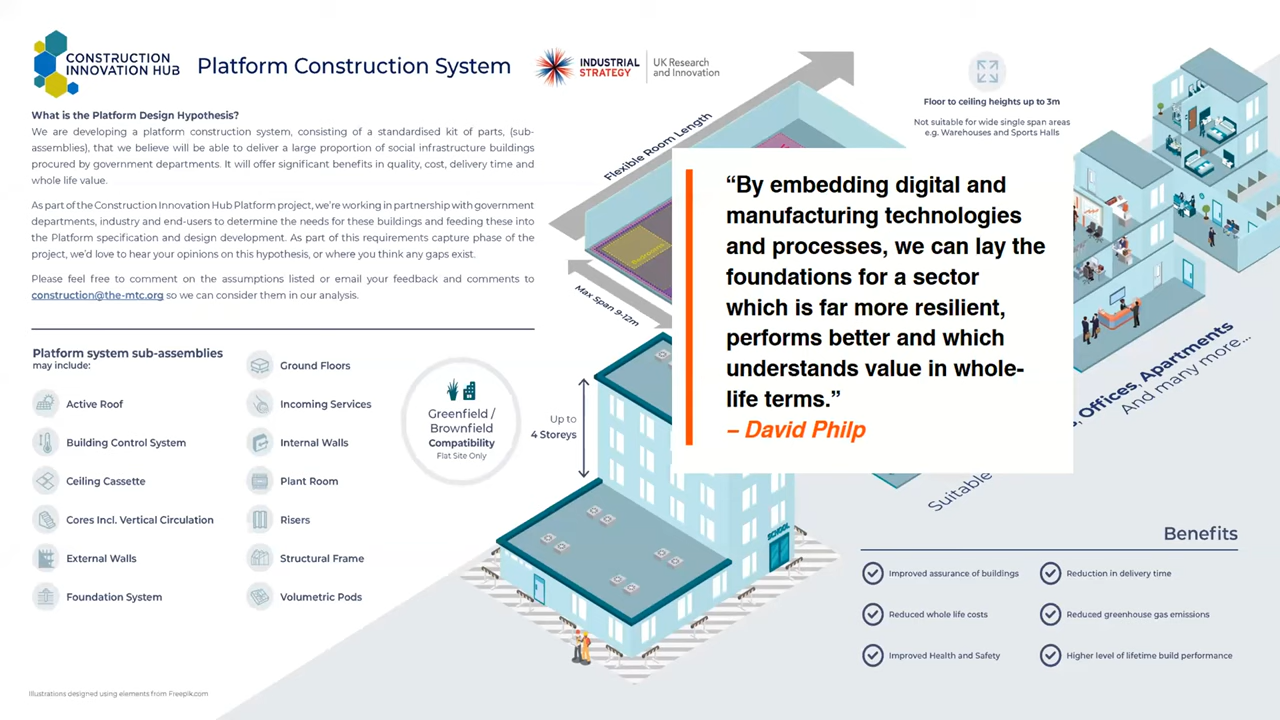 CONSTRUCTION
INNOVATION HUB
Platform Construction System
INDUSTRIAL
STRATEGY
UK Research
and Innovation
What is the Platform Design Hypothesis?
We are developing a platform construction system, consisting of a standardised kit of parts, (sub-
assemblies), that we believe will be able to deliver a large proportion of social infrastructure buildings
procured by government departments. It will offer significant benefits in quality, cost, delivery time and
whole life value.
As part of the Construction Innovation Hub Platform project, we're working in partnership with government
departments, industry and end-users to determine the needs for these buildings and feeding these into
the Platform specification and design development. As part of this requirements capture phase of the
project, we'd love to hear your opinions on this hypothesis, or where you think any gaps exist.
Please feel free to comment on the assumptions listed or email your feedback and comments to
construction@the-mtc.org so we can consider them in our analysis.
Platform system sub-assemblies
may include:
Active Roof
Building Control System
Ceiling Cassette
Cores Incl. Vertical Circulation
External Walls
Foundation System
Ground Floors
Incoming Services
Internal Walls
Plant Room
Risers
Structural Frame
Volumetric Pods
Greenfield /
Brownfield
Compatibility
Flat Site Only
Up to
4 Storeys
Flexible Room Length
Max Span 9-12m
SCHOOL
Floor to ceiling heights up to 3m
Not suitable for wide single span areas
e.g. Warehouses and Sports Halls
“By embedding digital and
manufacturing technologies
and processes, we can lay the
foundations for a sector
which is far more resilient,
performs better and which
understands value in whole-
life terms.”
– David Philp
Suitable
, Offices, Apartments
And many more...
Benefits
Improved assurance of buildings
Reduction in delivery time
Reduced whole life costs
Reduced greenhouse gas emissions
Improved Health and Safety
Higher level of lifetime build performance
Illustrations designed using elements from Freepik.com